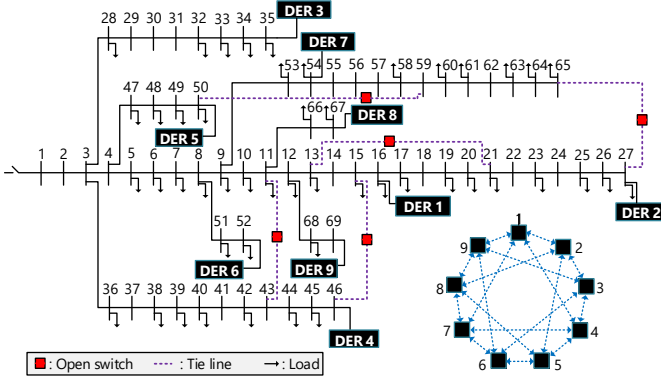 DER 3
28 29 30 31 32 33 34 35
DER 7
53 54 55 56 57 58 59 60 61 62 63 64 65
47 48 49 50
66 67
DER 8
DER 5
1 2 3 4 5 6 7 8 9 10 11 12 13 14 15 16 17 18 19 20 21 22 23 24 25 26 27
DER 1
DER 2
51 52
68 69
DER 6
DER 9
36 37 38 39 40 41 42 43 44 45 46
DER 4
1
9 2
8 3
7 4
6 5
: Open switch : Tie line : Load